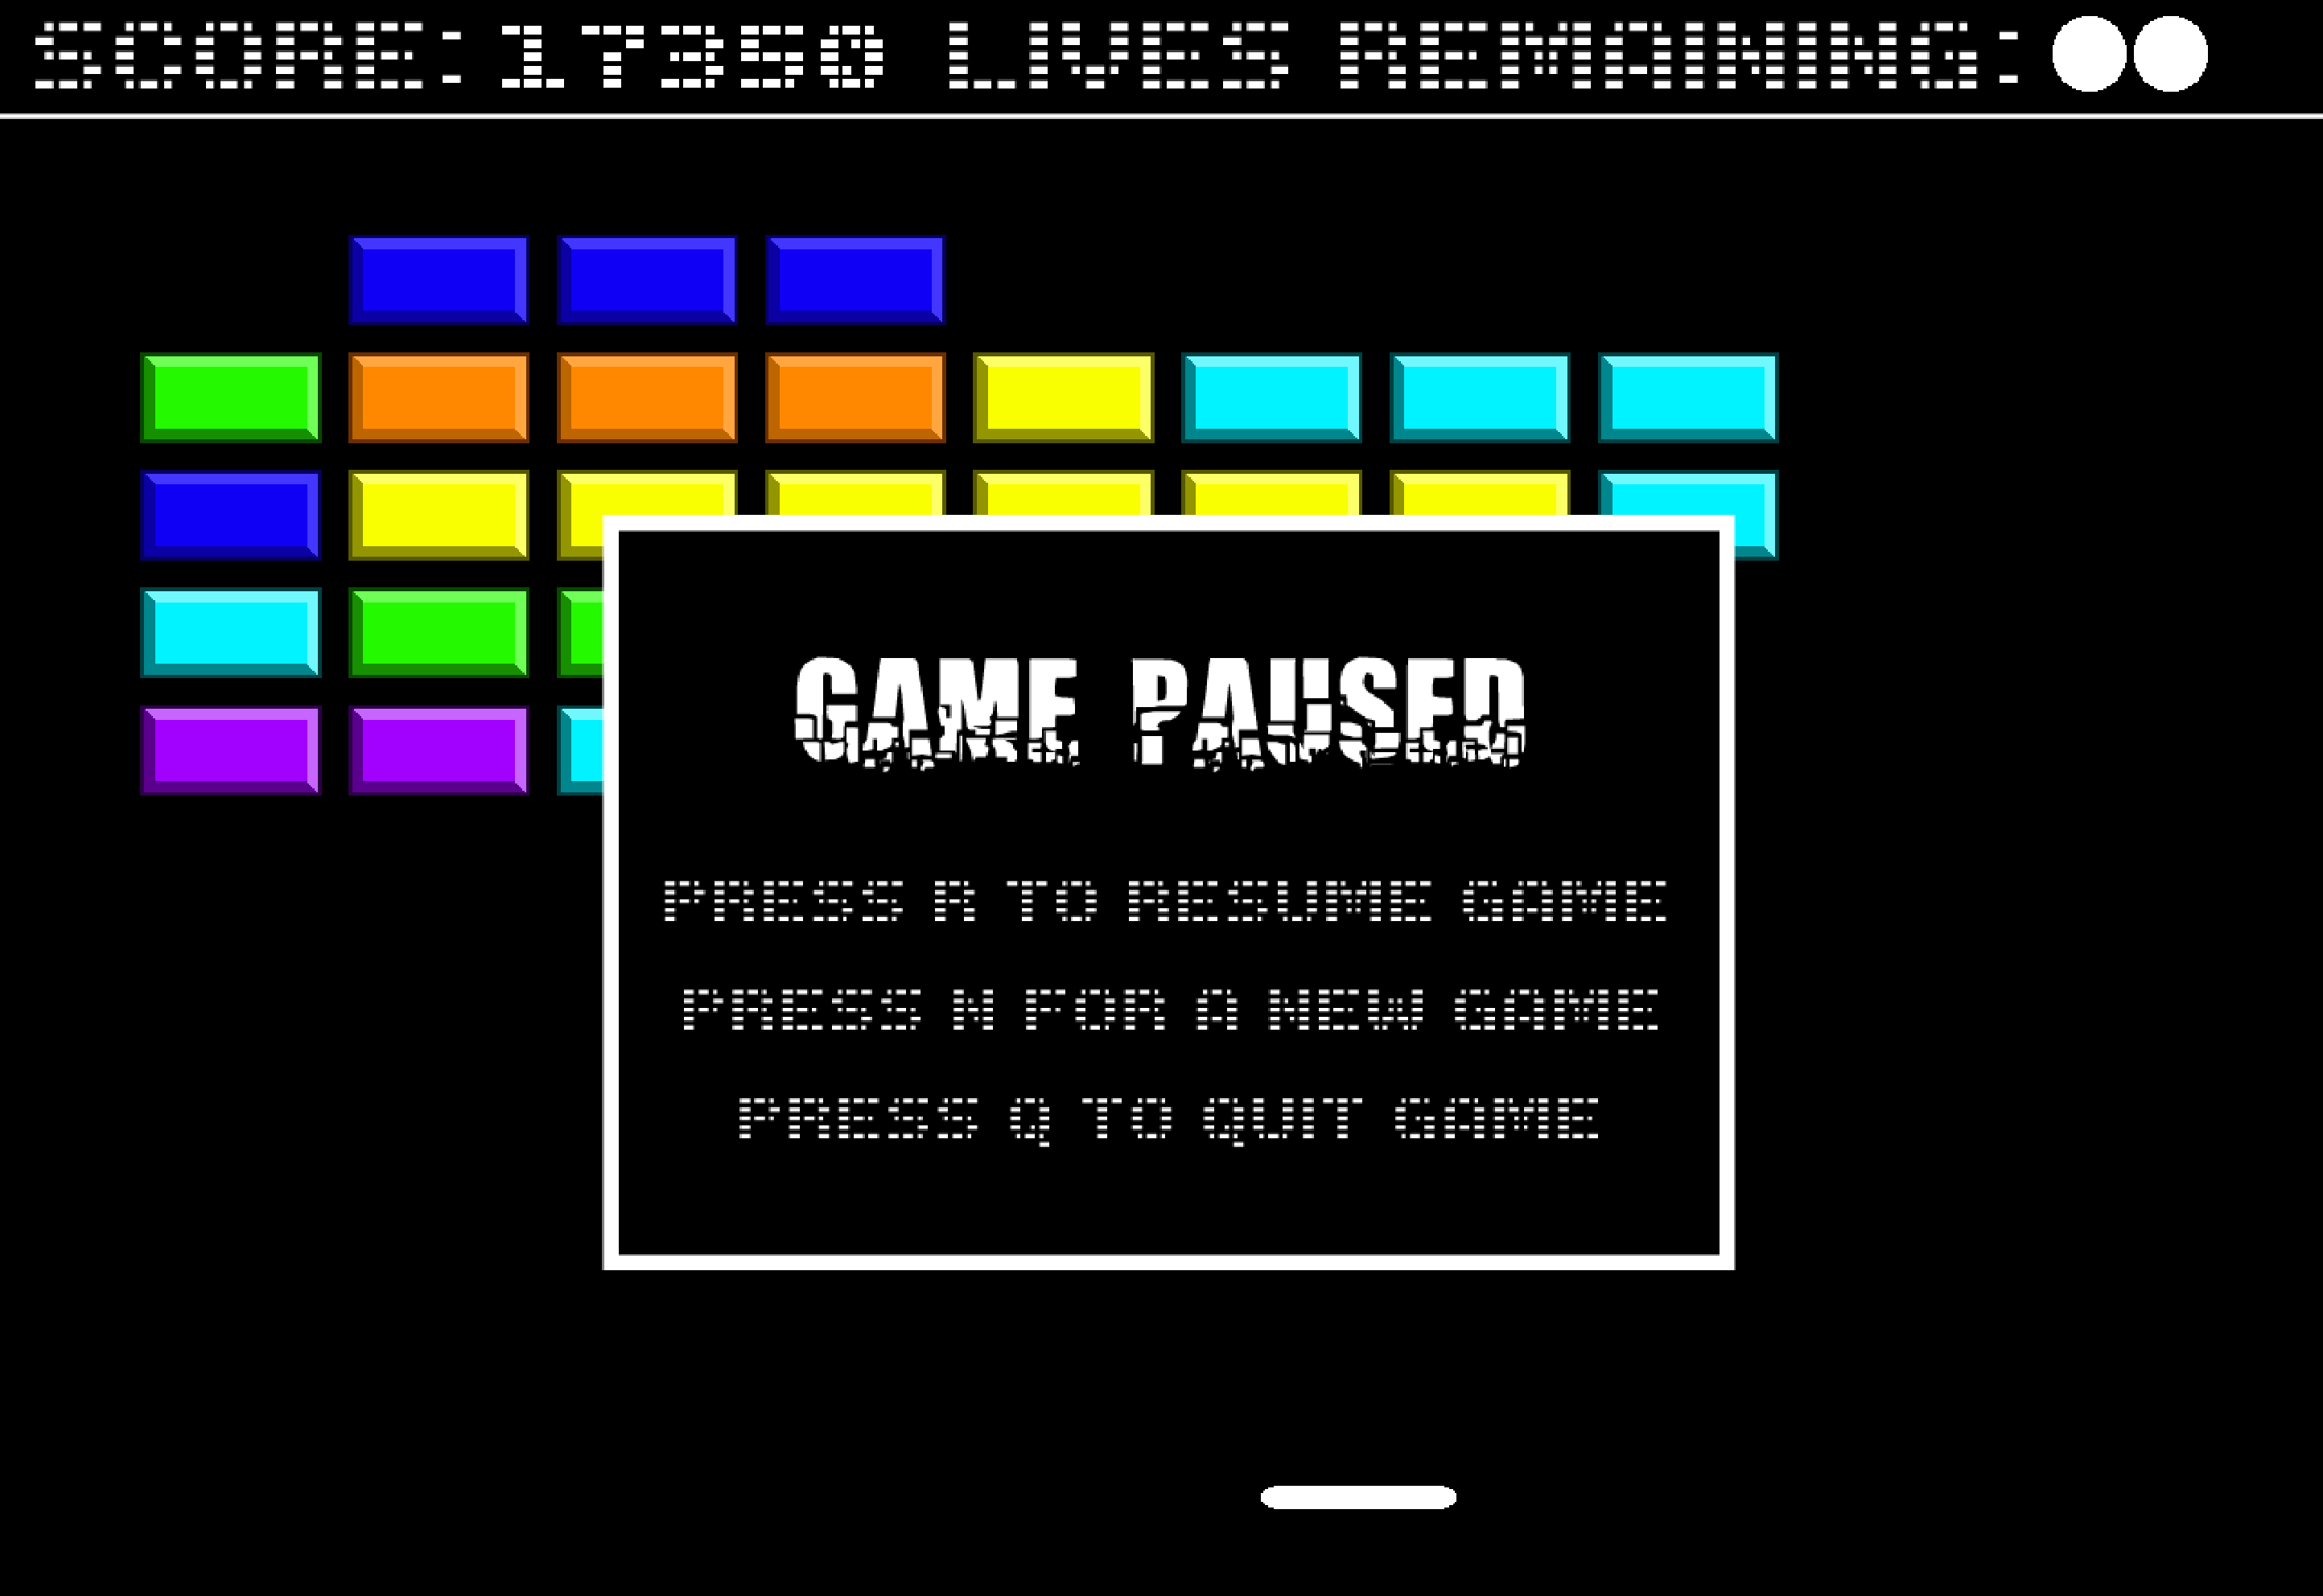 SCORE:17350 LIVES REMAINING:
GAME PAUSED
PRESS R TO RESUME GAME
PRESS N FOR A NEW GAME
PRESS Q TO QUIT GAME